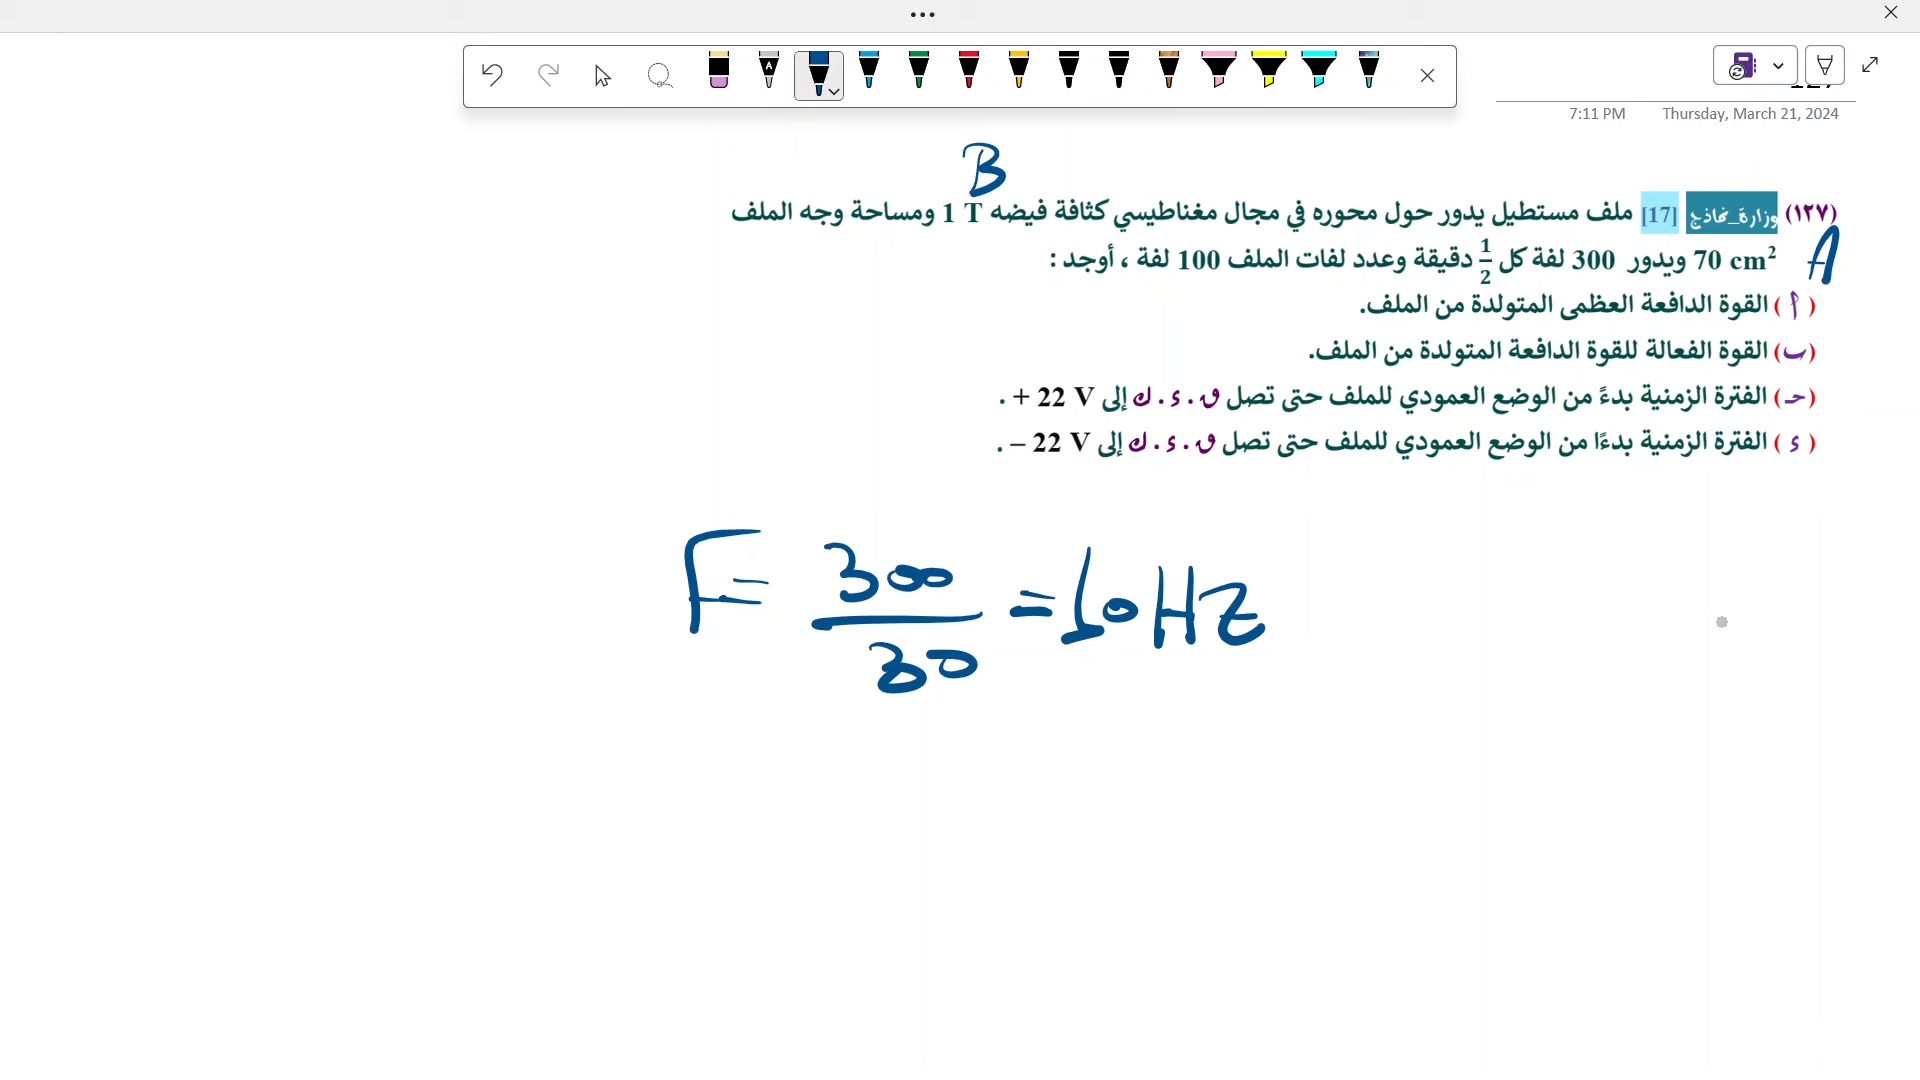 7:11 PM Thursday, March 21, 2024
B
(١٢٧) وزارة_نماذج [17] ملف مستطيل يدور حول محوره في مجال مغناطيسي كثافة فيضه 1 T ومساحة وجه الملف
A
70 cm² ويدور 300 لفة كل 1/2 دقيقة وعدد لفات الملف 100 لفة ، أوجد :
( أ ) القوة الدافعة العظمى المتولدة من الملف.
(ب) القوة الفعالة للقوة الدافعة المتولدة من الملف.
(حـ) الفترة الزمنية بدءً من الوضع العمودي للملف حتى تصل ق . ء . ك إلى + 22 V .
( ء ) الفترة الزمنية بدءًا من الوضع العمودي للملف حتى تصل ق . ء . ك إلى – 22 V .
F = 300/30 = 10 Hz